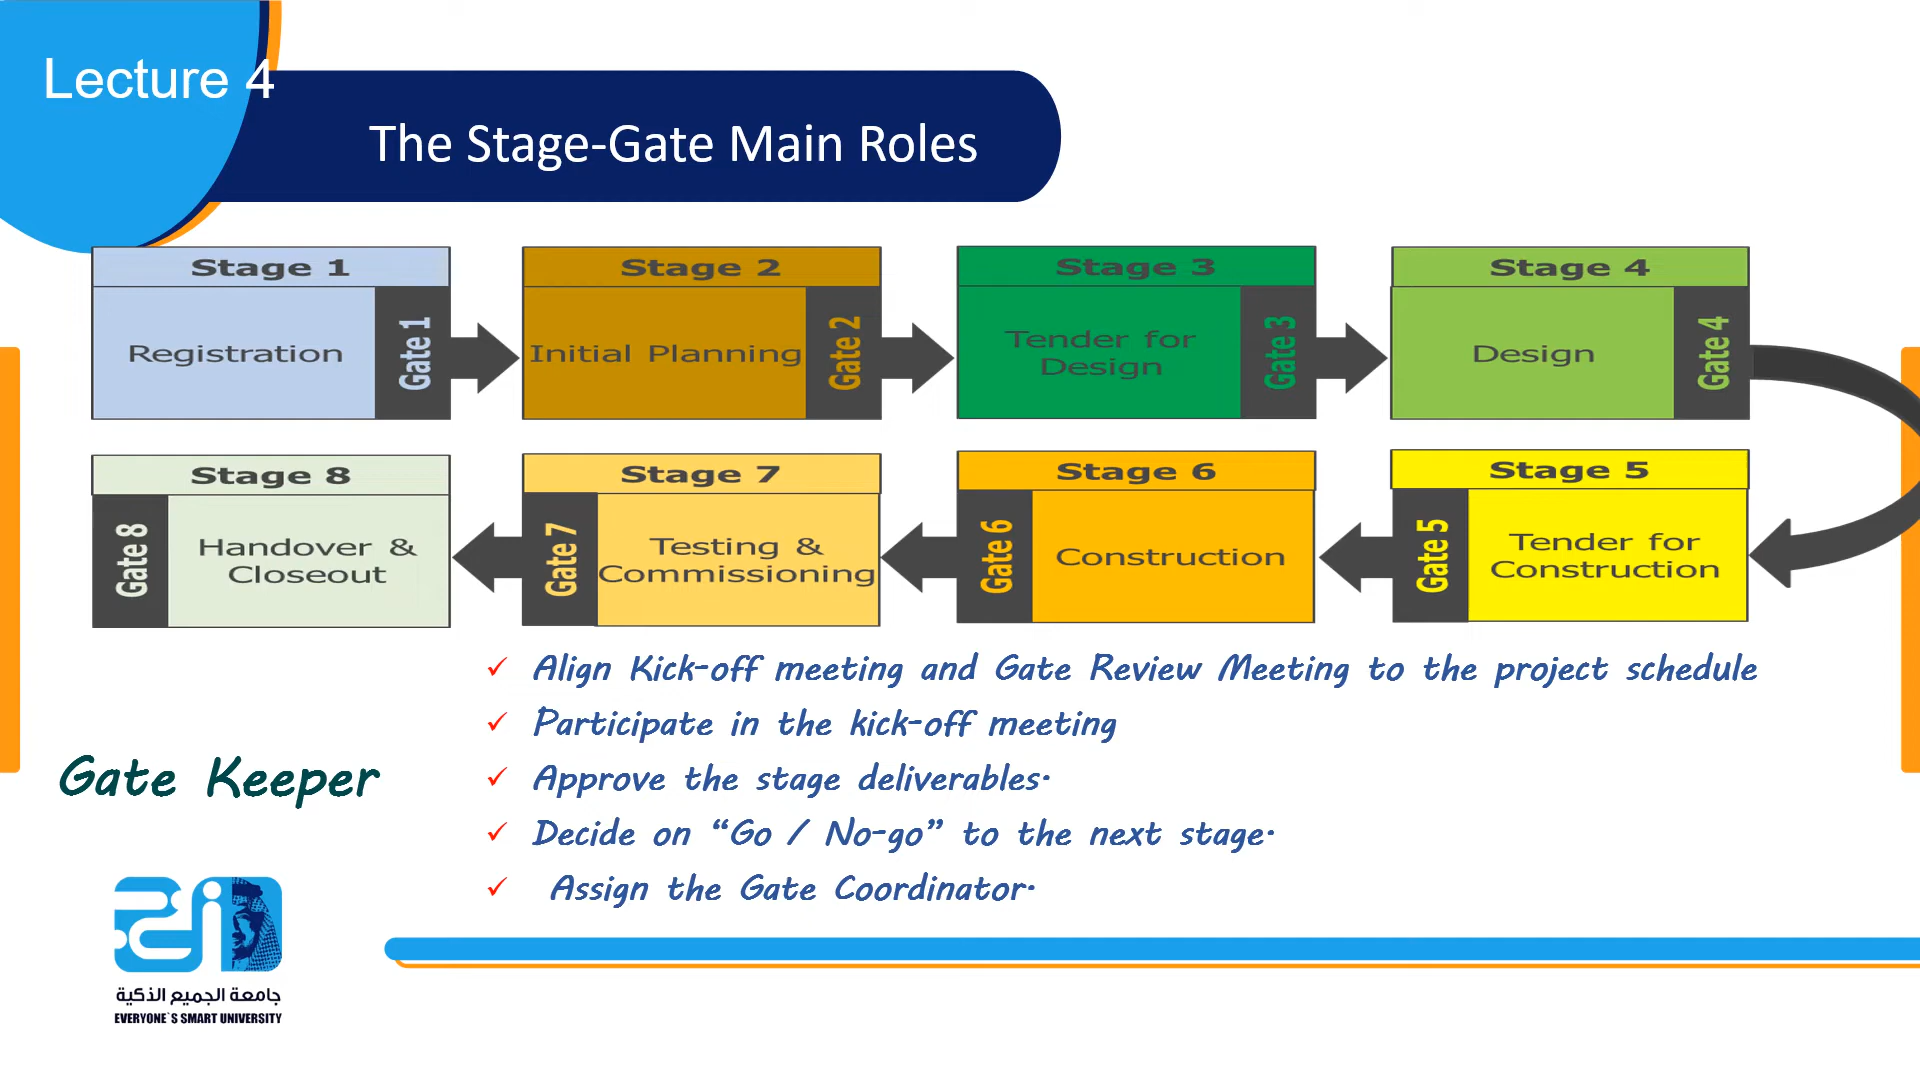 Lecture 4
The Stage-Gate Main Roles
Stage 1
Registration
Gate 1
Stage 2
Initial Planning
Gate 2
Stage 3
Tender for
Design
Gate 3
Stage 4
Design
Gate 4
Stage 5
Tender for
Construction
Gate 5
Stage 6
Construction
Gate 6
Stage 7
Testing &
Commissioning
Gate 7
Stage 8
Handover &
Closeout
Gate 8
Gate Keeper
✓ Align Kick-off meeting and Gate Review Meeting to the project schedule
✓ Participate in the kick-off meeting
✓ Approve the stage deliverables.
✓ Decide on “Go / No-go” to the next stage.
✓ Assign the Gate Coordinator.
جامعة الجميع الذكية
EVERYONE`S SMART UNIVERSITY